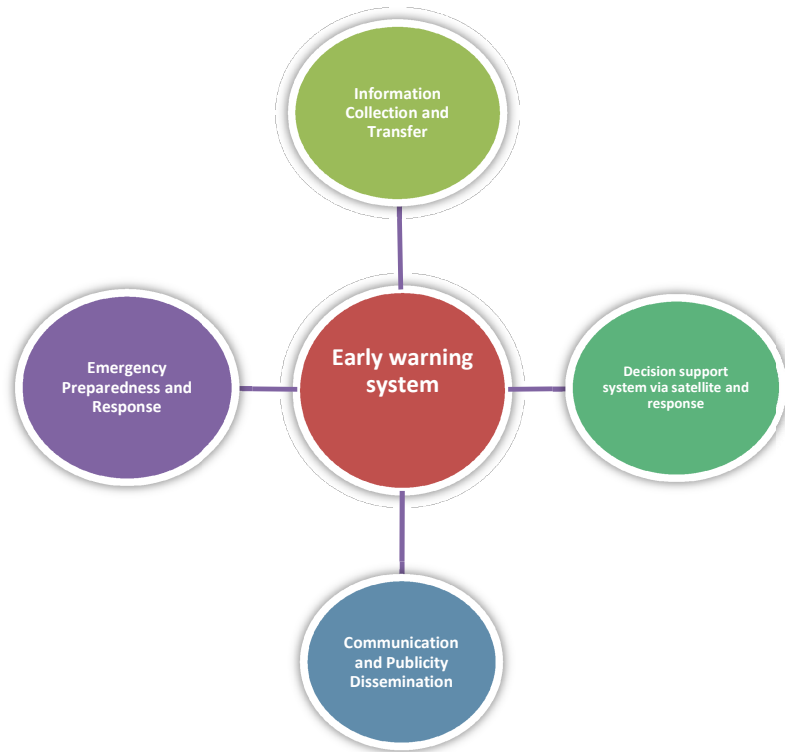 Information
Collection and
Transfer
Emergency
Preparedness and
Response
Early warning
system
Decision support
system via satellite and
response
Communication
and Publicity
Dissemination